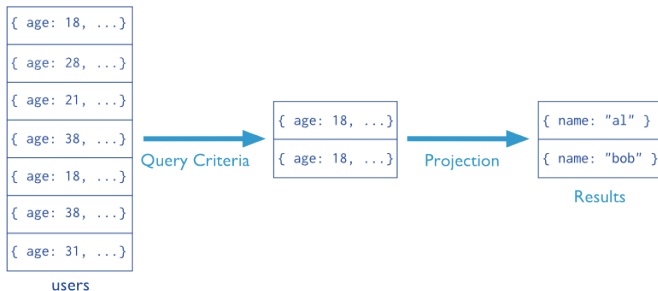 { age: 18, ...}
{ age: 28, ...}
{ age: 21, ...}
{ age: 38, ...}
{ age: 18, ...}
{ age: 38, ...}
{ age: 31, ...}
users
Query Criteria
{ age: 18, ...}
{ age: 18, ...}
Projection
{ name: "al" }
{ name: "bob" }
Results